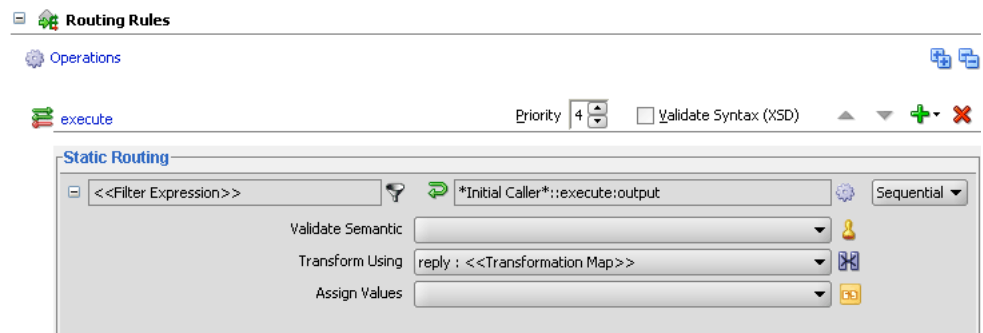 Routing Rules
Operations
execute Priority 4 Validate Syntax (XSD)
Static Routing
<<Filter Expression>> *Initial Caller*::execute:output Sequential
Validate Semantic
Transform Using reply : <<Transformation Map>>
Assign Values